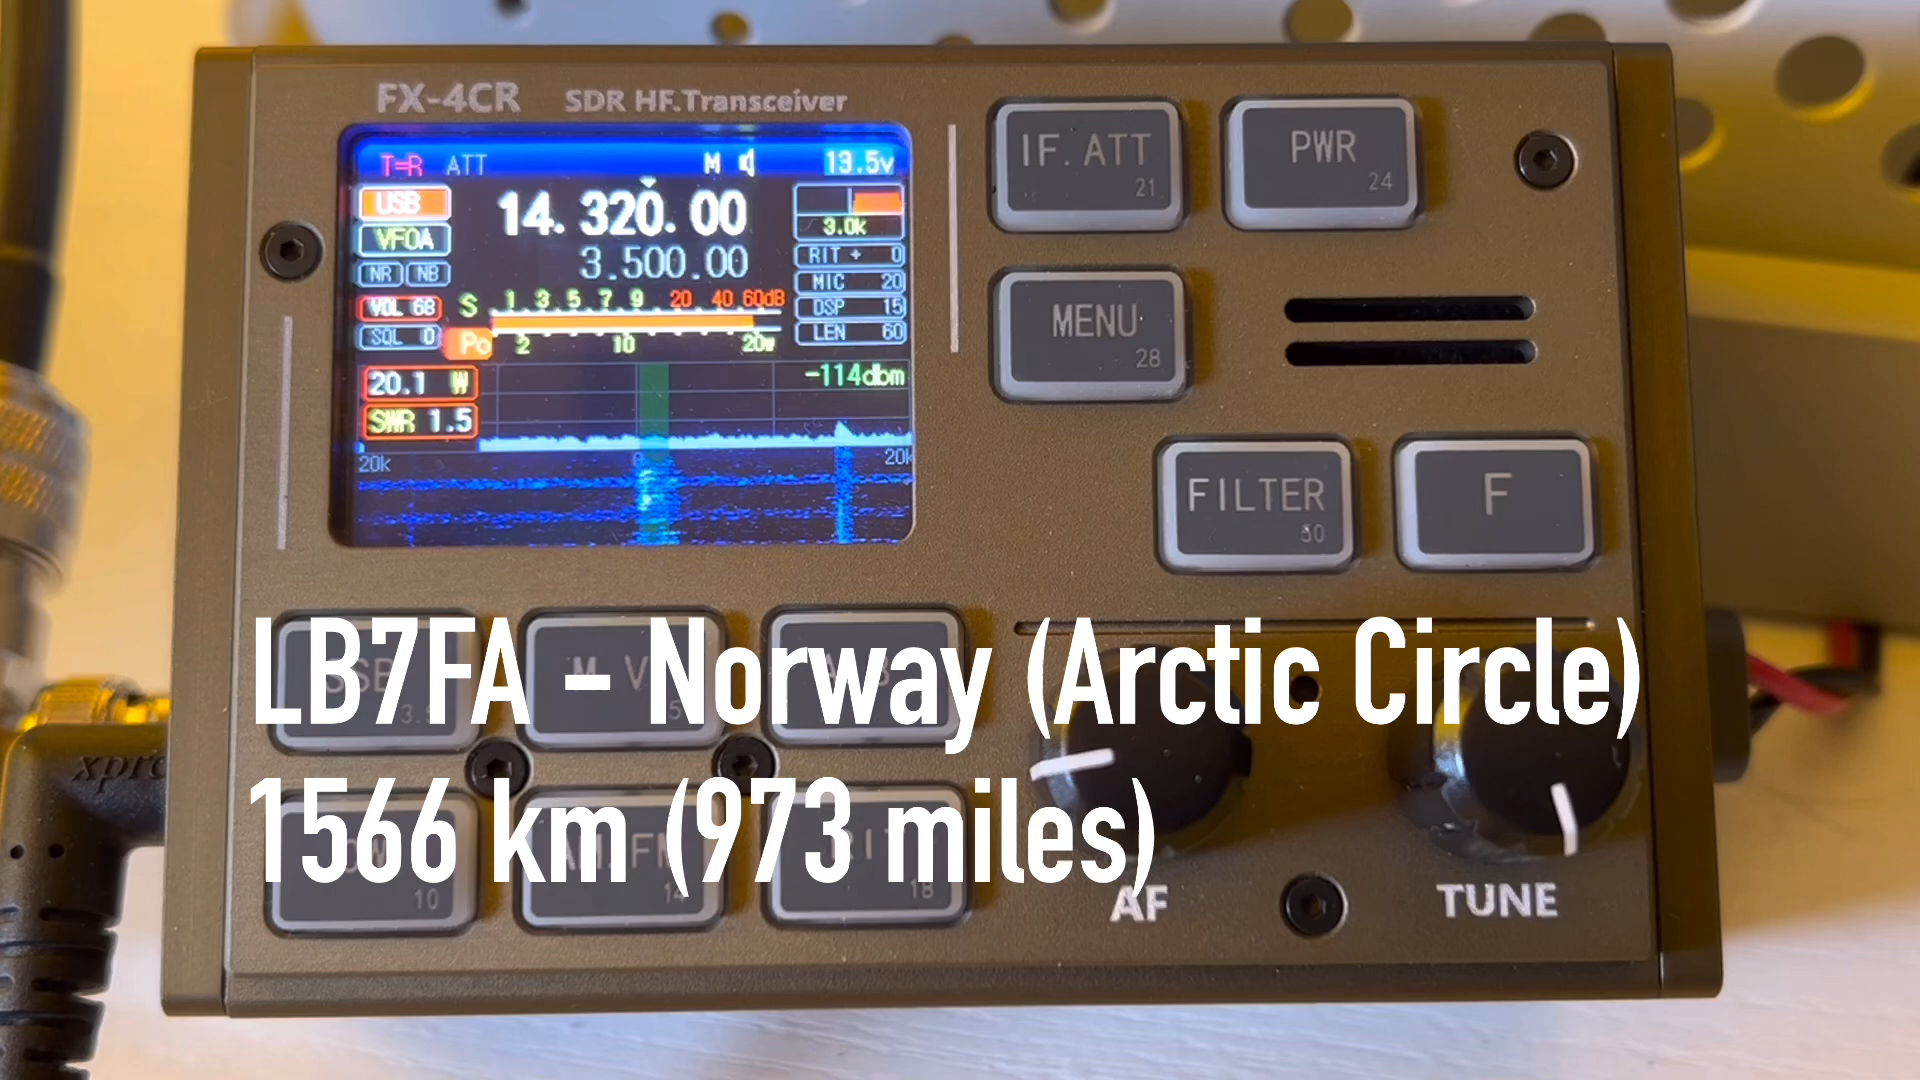 FX-4CR SDR HF.Transceiver
T=R ATT M 13.5v
USB 14.320.00
VFOA 3.500.00 3.0k
NR NB RIT + 0
MIC 20
VOL 68 S 1 3 5 7 9 20 40 60dB DSP 15
SQL 0 Po 2 10 20w LEN 60
20.1 W -114dbm
SWR 1.5
20k 0 20k
IF.ATT 21
PWR 24
MENU 28
FILTER 30
F
LB7FA – Norway (Arctic Circle)
1566 km (973 miles)
10 14 18
AF TUNE